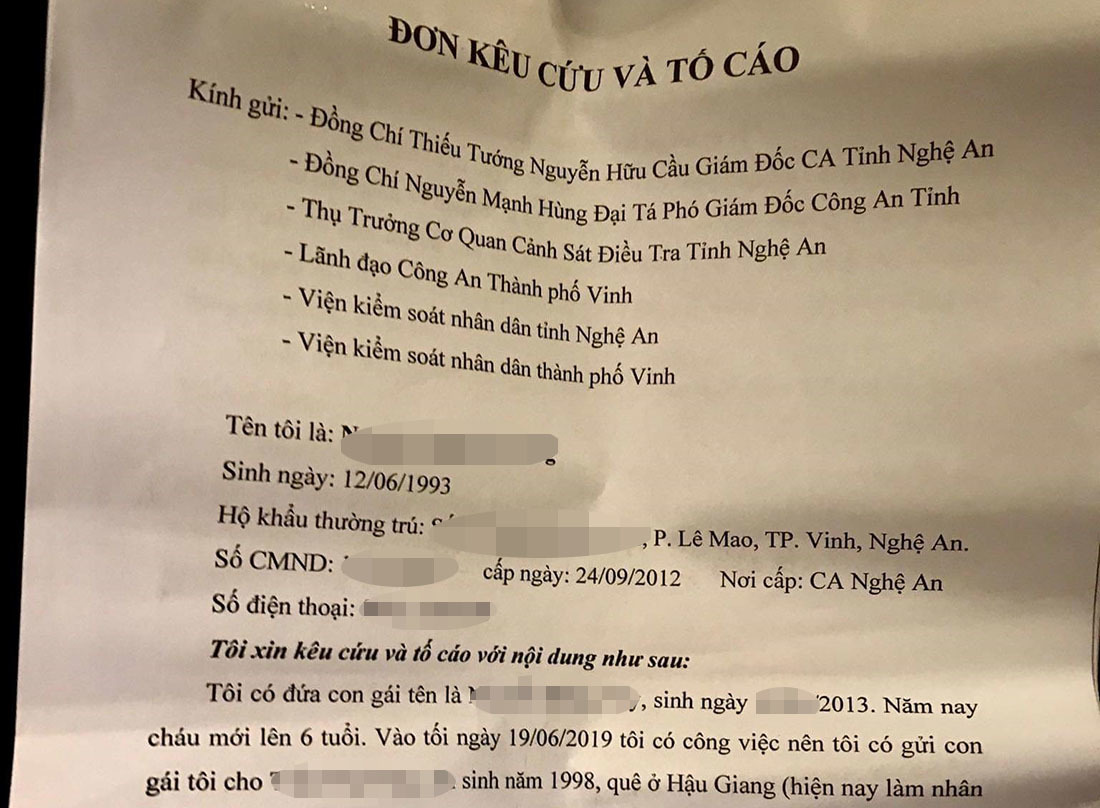 ĐƠN KÊU CỨU VÀ TỐ CÁO
Kính gửi: - Đồng Chí Thiếu Tướng Nguyễn Hữu Cầu Giám Đốc CA Tỉnh Nghệ An
- Đồng Chí Nguyễn Mạnh Hùng Đại Tá Phó Giám Đốc Công An Tỉnh
- Thụ Trưởng Cơ Quan Cảnh Sát Điều Tra Tỉnh Nghệ An
- Lãnh đạo Công An Thành phố Vinh
- Viện kiểm soát nhân dân tỉnh Nghệ An
- Viện kiểm soát nhân dân thành phố Vinh
Tên tôi là:
Sinh ngày: 12/06/1993
Hộ khẩu thường trú: , P. Lê Mao, TP. Vinh, Nghệ An.
Số CMND: cấp ngày: 24/09/2012 Nơi cấp: CA Nghệ An
Số điện thoại:
Tôi xin kêu cứu và tố cáo với nội dung như sau:
Tôi có đứa con gái tên là , sinh ngày /2013. Năm nay
cháu mới lên 6 tuổi. Vào tối ngày 19/06/2019 tôi có công việc nên tôi có gửi con
gái tôi cho sinh năm 1998, quê ở Hậu Giang (hiện nay làm nhân